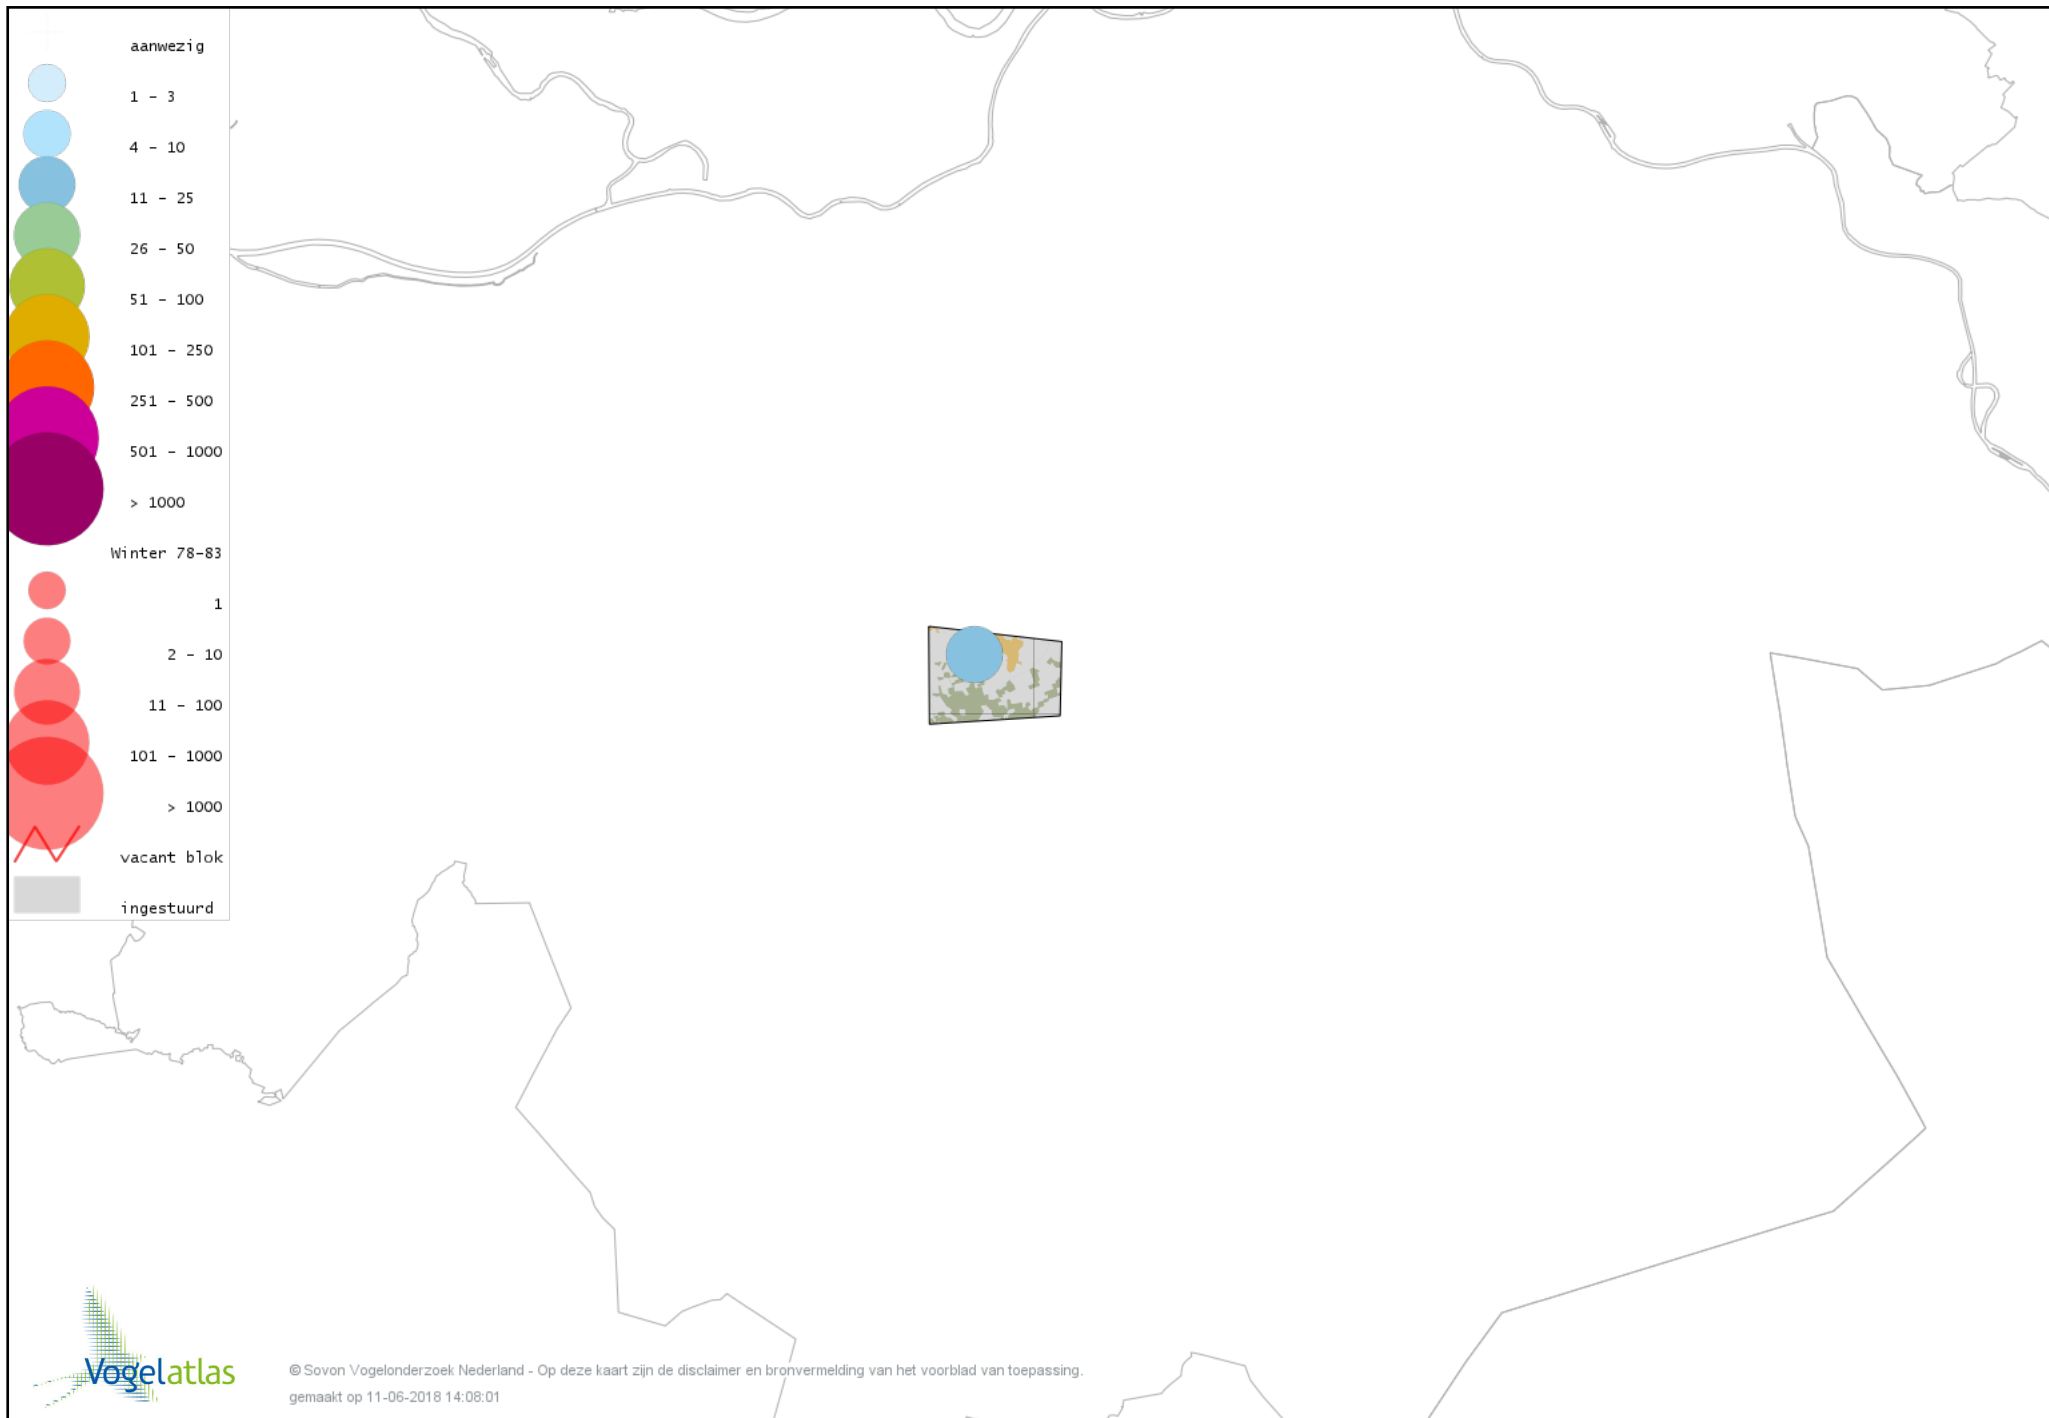 aanwezig
1 - 3
4 - 10
11 - 25
26 - 50
51 - 100
101 - 250
251 - 500
501 - 1000
> 1000
Winter 78-83
1
2 - 10
11 - 100
101 - 1000
> 1000
vacant blok
ingestuurd
Vogelatlas
© Sovon Vogelonderzoek Nederland - Op deze kaart zijn de disclaimer en bronvermelding van het voorblad van toepassing.
gemaakt op 11-06-2018 14:08:01